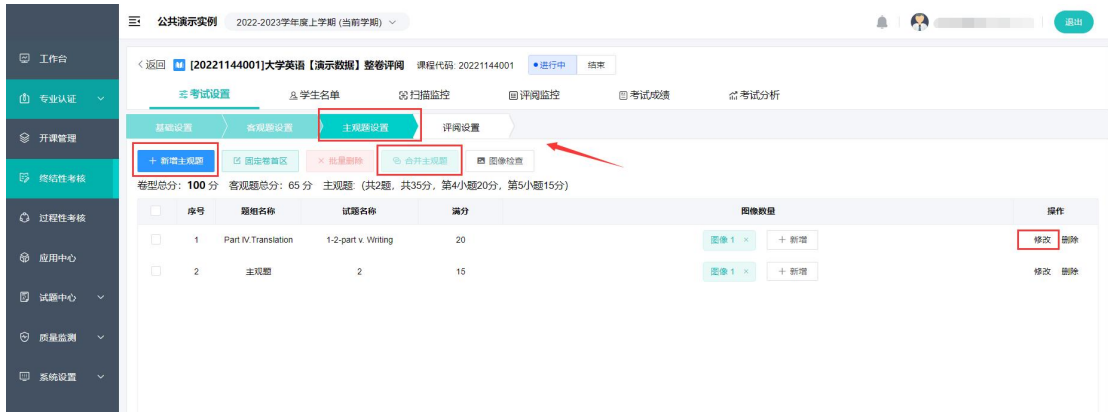 公共演示实例 2022-2023学年度上学期 (当前学期) 退出
工作台
专业认证
开课管理
终结性考核
过程性考核
应用中心
试题中心
质量监测
系统设置
返回 [20221144001]大学英语【演示数据】整卷评阅 课程代码: 20221144001 进行中 结束
考试设置 学生名单 扫描监控 评阅监控 考试成绩 考试分析
基础设置 客观题设置 主观题设置 评阅设置
+ 新增主观题 固定卷首区 × 批量删除 合并主观题 图像检查
卷型总分: 100 分 客观题总分: 65 分 主观题: (共2题, 共35分, 第4小题20分, 第5小题15分)
序号 题组名称 试题名称 满分 图像数量 操作
1 Part IV.Translation 1-2-part v. Writing 20 图像 1 × + 新增 修改 删除
2 主观题 2 15 图像 1 × + 新增 修改 删除